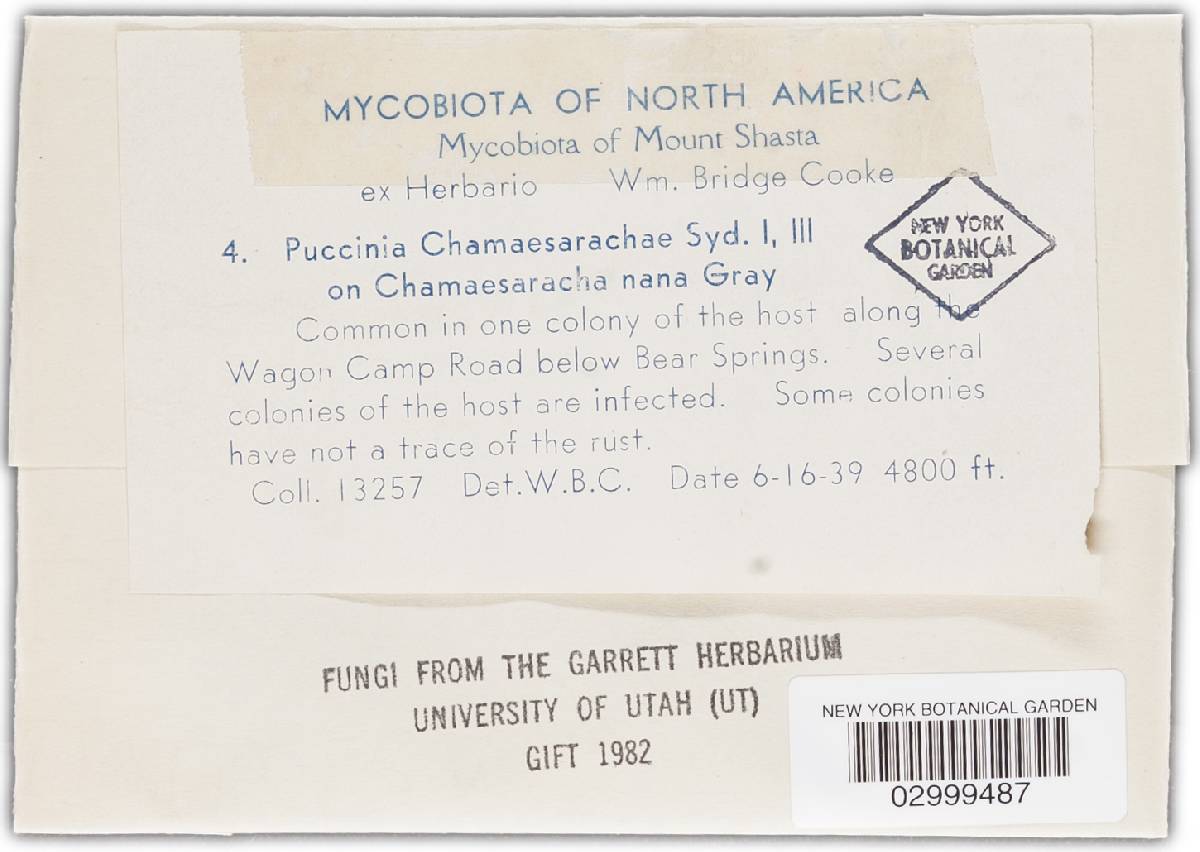 MYCOBIOTA OF NORTH AMERICA
Mycobiota of Mount Shasta
ex Herbario Wm. Bridge Cooke
NEW YORK
BOTANICAL
GARDEN
4. Puccinia Chamaesarachae Syd. I, III
on Chamaesaracha nana Gray
Common in one colony of the host along the
Wagon Camp Road below Bear Springs. Several
colonies of the host are infected. Some colonies
have not a trace of the rust.
Coll. 13257 Det.W.B.C. Date 6-16-39 4800 ft.
FUNGI FROM THE GARRETT HERBARIUM
UNIVERSITY OF UTAH (UT)
GIFT 1982
NEW YORK BOTANICAL GARDEN
02999487